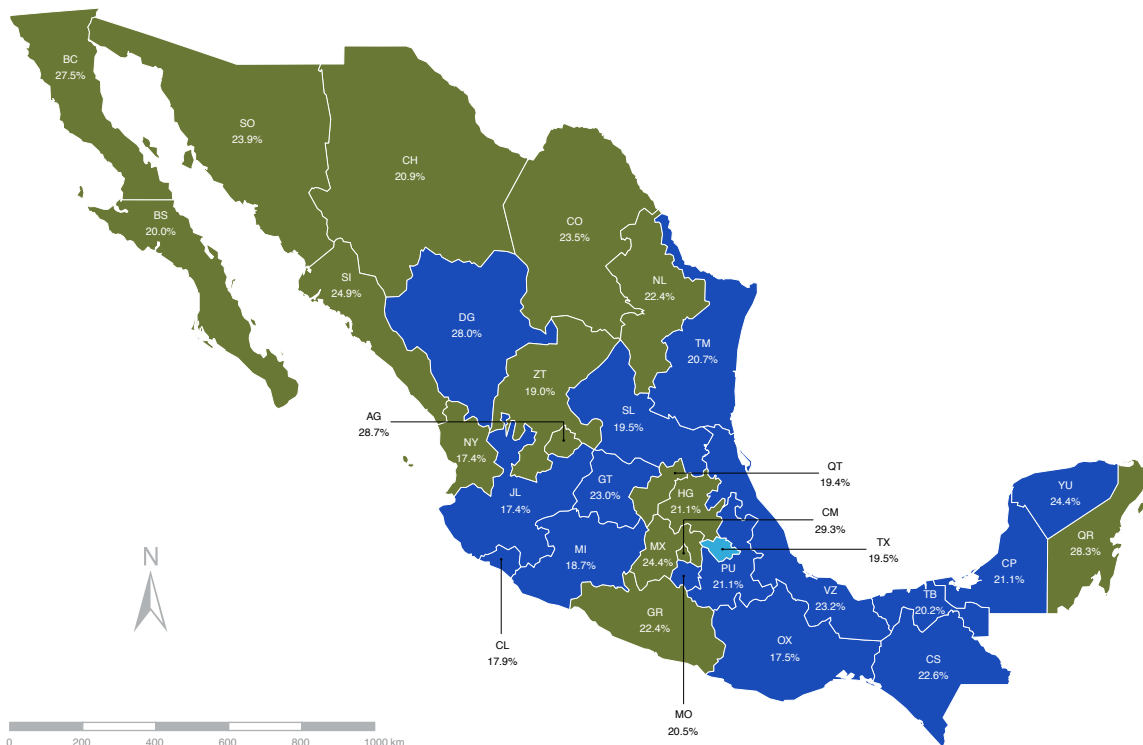 BC
27.5%
SO
23.9%
CH
20.9%
BS
20.0%
CO
23.5%
SI
24.9%
NL
22.4%
DG
28.0%
TM
20.7%
ZT
19.0%
AG
28.7%
SL
19.5%
NY
17.4%
QT
19.4%
GT
23.0%
JL
17.4%
HG
21.1%
CM
29.3%
YU
24.4%
TX
19.5%
QR
28.3%
MI
18.7%
MX
24.4%
PU
21.1%
CP
21.1%
VZ
23.2%
TB
20.2%
GR
22.4%
OX
17.5%
CS
22.6%
CL
17.9%
MO
20.5%
N
0 200 400 600 800 1000 km